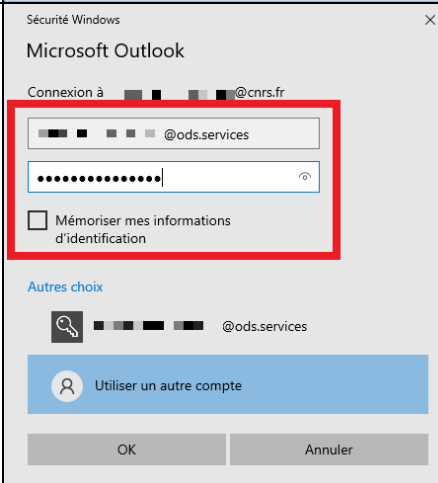 Sécurité Windows
Microsoft Outlook
Connexion à @cnrs.fr
@ods.services
Mémoriser mes informations
d'identification
Autres choix
@ods.services
Utiliser un autre compte
OK
Annuler